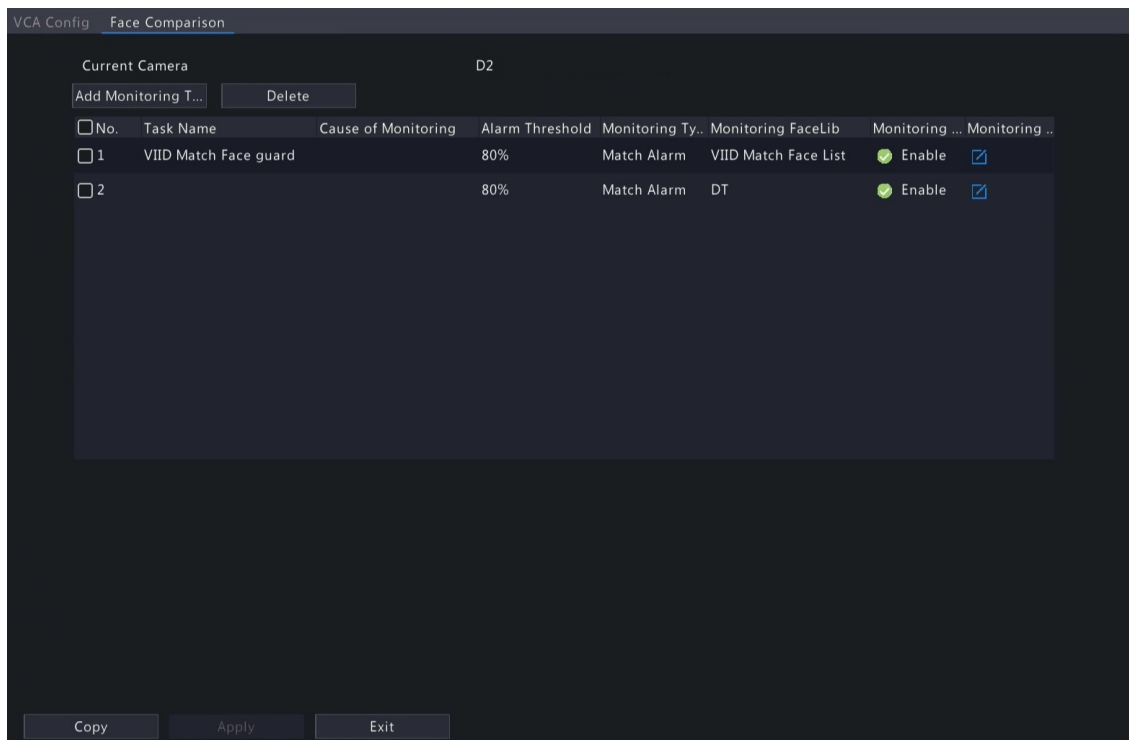 VCA Config Face Comparison
Current Camera D2
Add Monitoring T... Delete
No. Task Name Cause of Monitoring Alarm Threshold Monitoring Ty.. Monitoring FaceLib Monitoring ... Monitoring ..
1 VIID Match Face guard 80% Match Alarm VIID Match Face List Enable
2 80% Match Alarm DT Enable
Copy Apply Exit